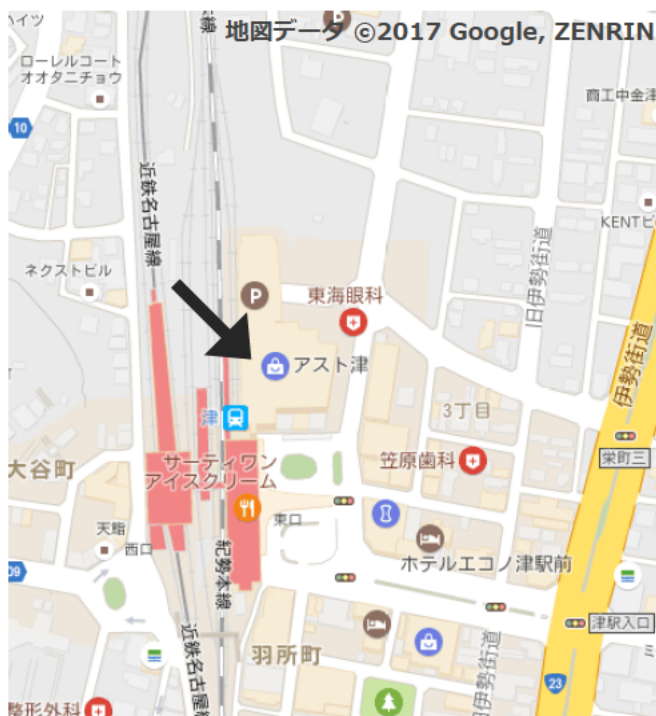 地図データ ©2017 Google, ZENRIN
ハイツ
本線
P
ローレルコート
オオタニチョウ
商工中金津
10
近鉄名古屋線
旧伊勢街道
KENTビ
ネクストビル
P
東海眼科
伊勢街道
アスト津
3丁目
津
栄町三
大谷町
サーティワン
アイスクリーム
笠原歯科
東口
天鮨
西口
紀勢本線
ホテルエコノ津駅前
09
津駅入口
近鉄名古屋線
羽所町
伊勢街道
23
整形外科